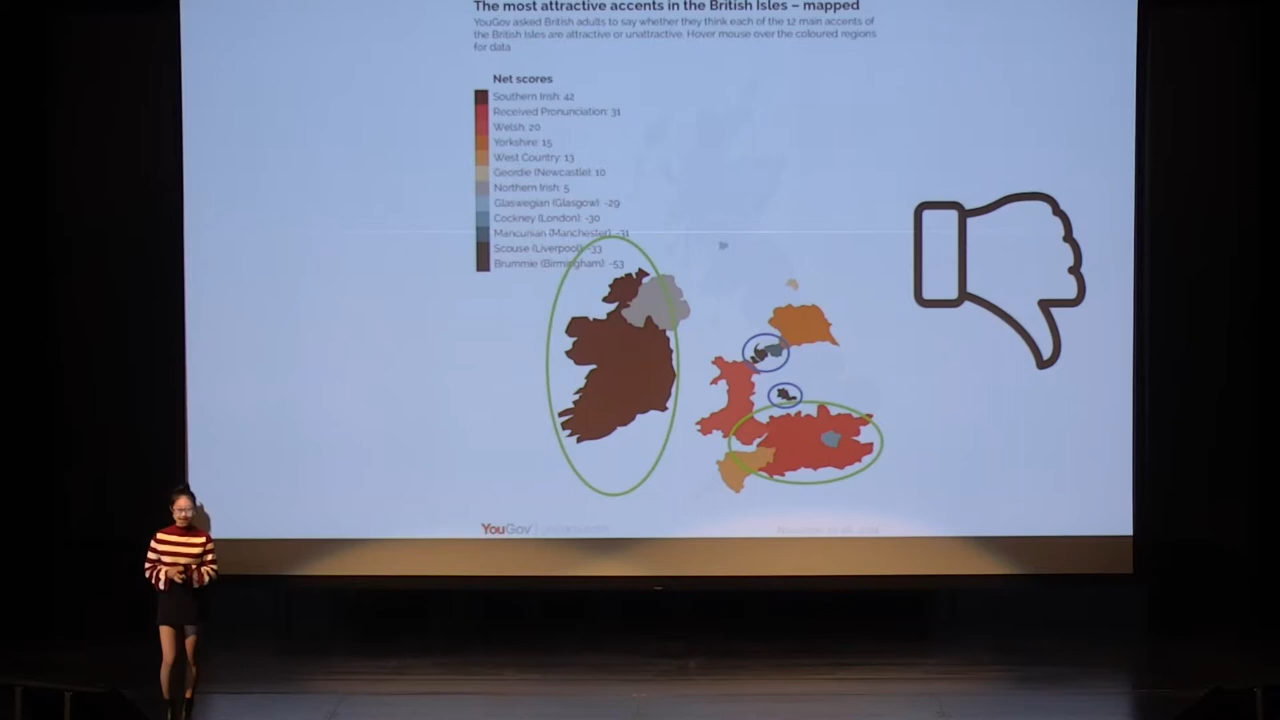 The most attractive accents in the British Isles – mapped
YouGov asked British adults to say whether they think each of the 12 main accents of
the British Isles are attractive or unattractive. Hover mouse over the coloured regions
for data
Net scores
Southern Irish: 42
Received Pronunciation: 31
Welsh: 20
Yorkshire: 15
West Country: 13
Geordie (Newcastle): 10
Northern Irish: 5
Glaswegian (Glasgow): -29
Cockney (London): -30
Mancunian (Manchester): -31
Scouse (Liverpool): -33
Brummie (Birmingham): -53
YouGov